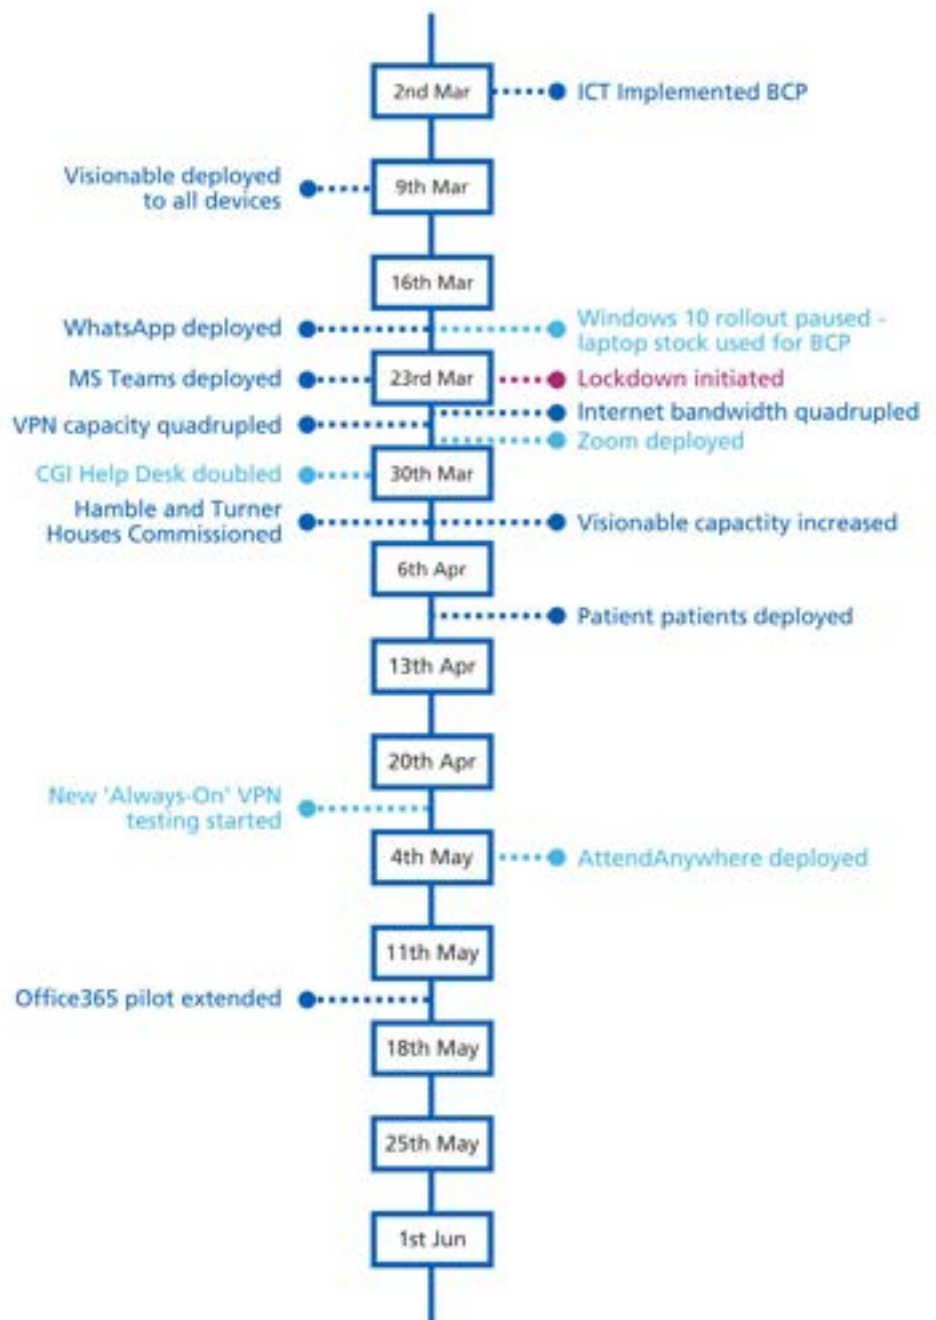 2nd Mar
ICT Implemented BCP
Visionable deployed
to all devices
9th Mar
16th Mar
WhatsApp deployed
Windows 10 rollout paused -
laptop stock used for BCP
MS Teams deployed
23rd Mar
Lockdown initiated
Internet bandwidth quadrupled
VPN capacity quadrupled
Zoom deployed
CGI Help Desk doubled
30th Mar
Hamble and Turner
Houses Commissioned
Visionable capactity increased
6th Apr
Patient patients deployed
13th Apr
20th Apr
New 'Always-On' VPN
testing started
4th May
AttendAnywhere deployed
11th May
Office365 pilot extended
18th May
25th May
1st Jun